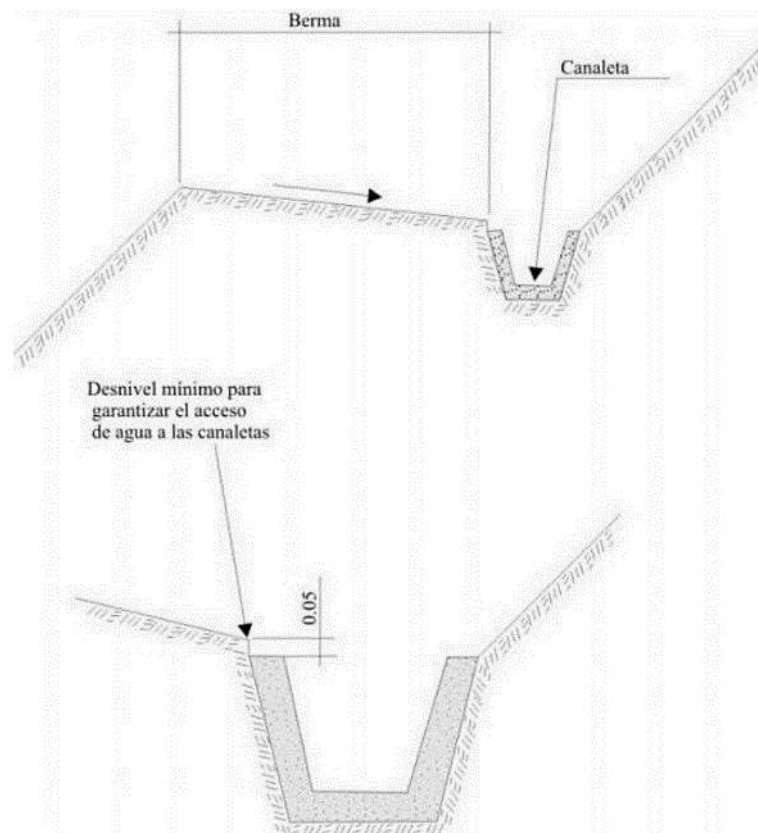 Berma
Canaleta
Desnivel mínimo para
garantizar el acceso
de agua a las canaletas
0.05